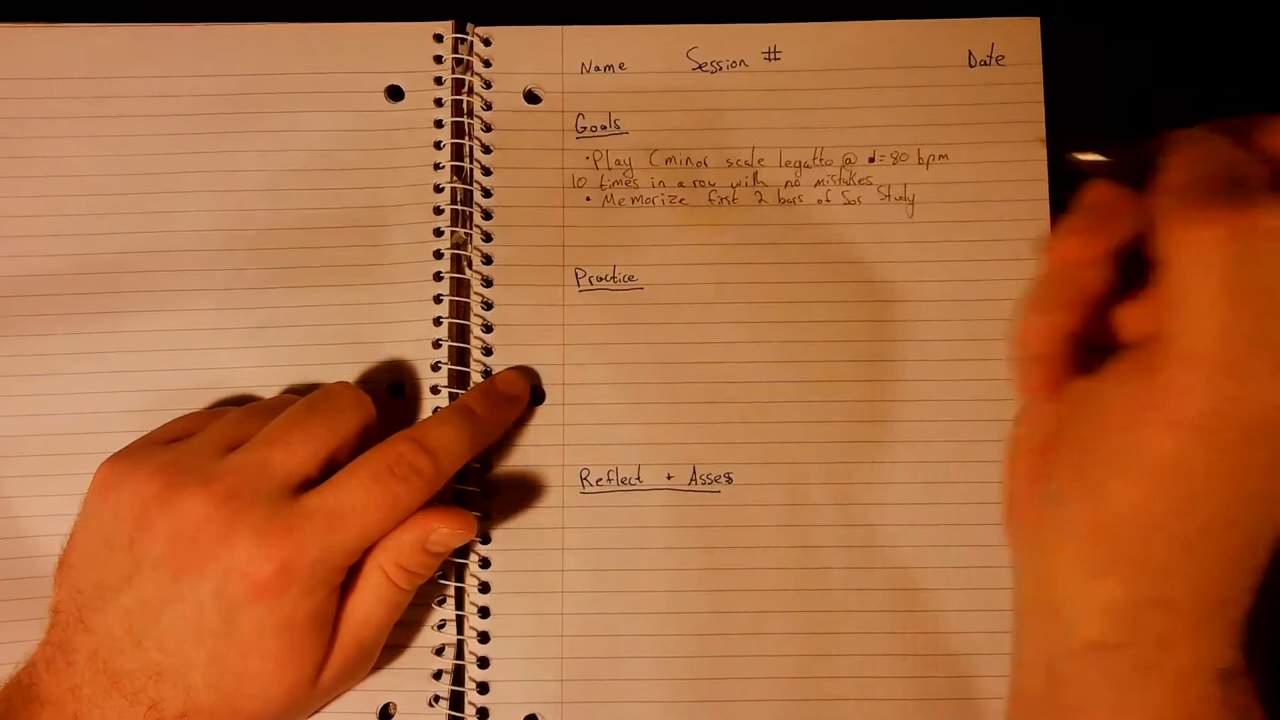 Name Session # Date
Goals
• Play C minor scale legatto @ ♩=80 bpm
10 times in a row with no mistakes
• Memorize first 2 bars of Sor Study
Practice
Reflect + Assess